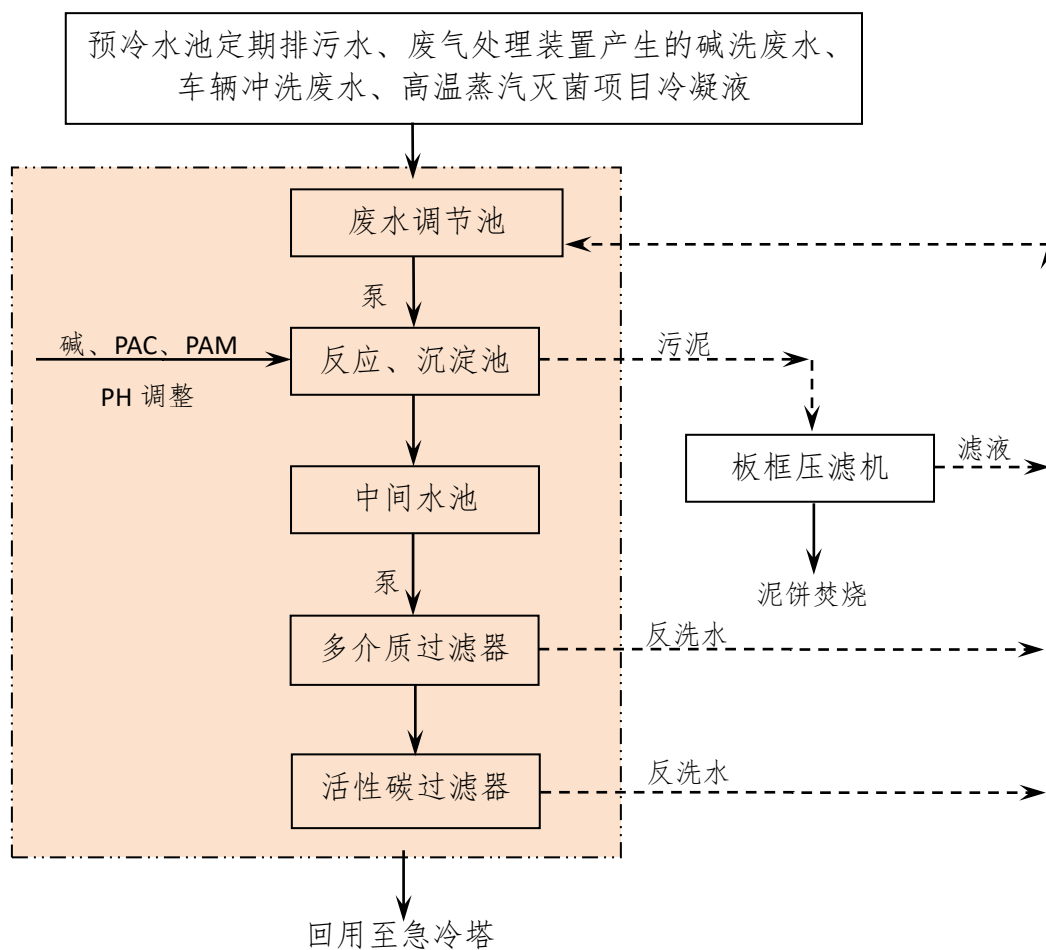 预冷水池定期排污水、废气处理装置产生的碱洗废水、
车辆冲洗废水、高温蒸汽灭菌项目冷凝液
废水调节池
泵
碱、PAC、PAM
PH 调整
反应、沉淀池
污泥
板框压滤机
滤液
中间水池
泵
泥饼焚烧
多介质过滤器
反洗水
活性碳过滤器
反洗水
回用至急冷塔